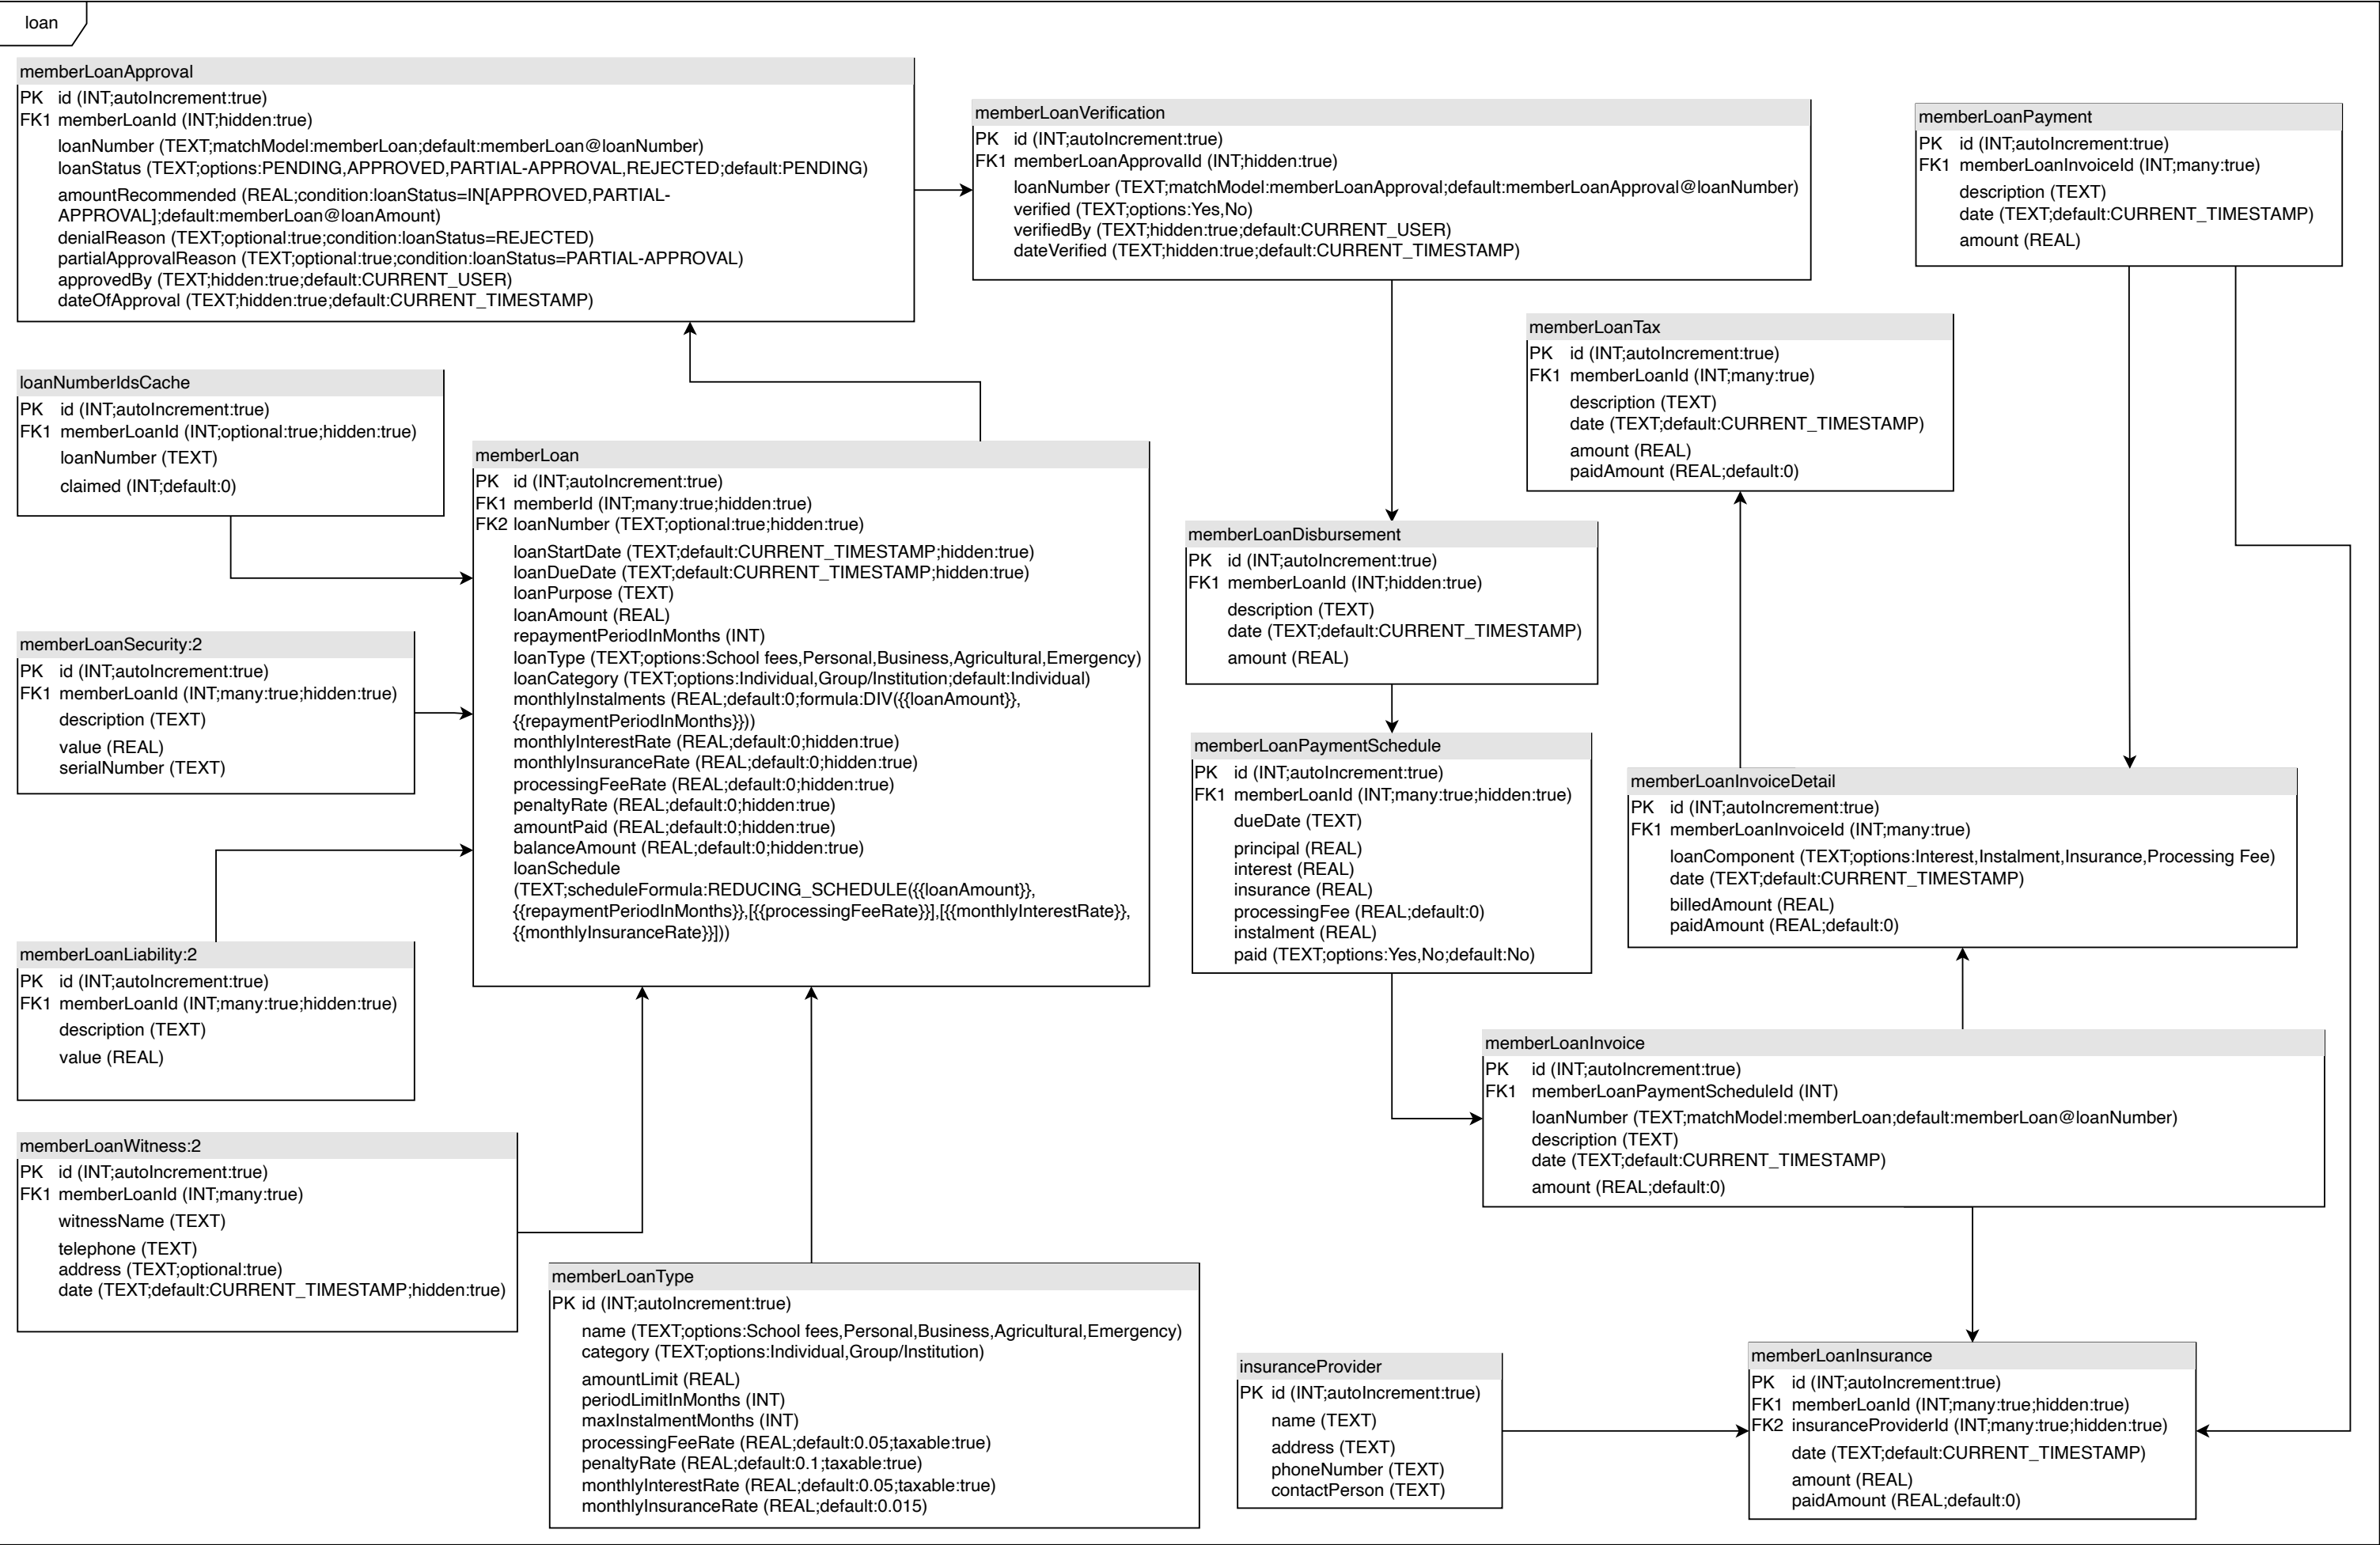 loan
memberLoanApproval
PK id (INT;autoIncrement:true)
FK1 memberLoanId (INT;hidden:true)
loanNumber (TEXT;matchModel:memberLoan;default:memberLoan@loanNumber)
loanStatus (TEXT;options:PENDING,APPROVED,PARTIAL-APPROVAL,REJECTED;default:PENDING)
amountRecommended (REAL;condition:loanStatus=IN[APPROVED,PARTIAL-
APPROVAL];default:memberLoan@loanAmount)
denialReason (TEXT;optional:true;condition:loanStatus=REJECTED)
partialApprovalReason (TEXT;optional:true;condition:loanStatus=PARTIAL-APPROVAL)
approvedBy (TEXT;hidden:true;default:CURRENT_USER)
dateOfApproval (TEXT;hidden:true;default:CURRENT_TIMESTAMP)
memberLoanVerification
PK id (INT;autoIncrement:true)
FK1 memberLoanApprovalId (INT;hidden:true)
loanNumber (TEXT;matchModel:memberLoanApproval;default:memberLoanApproval@loanNumber)
verified (TEXT;options:Yes,No)
verifiedBy (TEXT;hidden:true;default:CURRENT_USER)
dateVerified (TEXT;hidden:true;default:CURRENT_TIMESTAMP)
memberLoanPayment
PK id (INT;autoIncrement:true)
FK1 memberLoanInvoiceId (INT;many:true)
description (TEXT)
date (TEXT;default:CURRENT_TIMESTAMP)
amount (REAL)
memberLoanTax
PK id (INT;autoIncrement:true)
FK1 memberLoanId (INT;many:true)
description (TEXT)
date (TEXT;default:CURRENT_TIMESTAMP)
amount (REAL)
paidAmount (REAL;default:0)
loanNumberIdsCache
PK id (INT;autoIncrement:true)
FK1 memberLoanId (INT;optional:true;hidden:true)
loanNumber (TEXT)
claimed (INT;default:0)
memberLoan
PK id (INT;autoIncrement:true)
FK1 memberId (INT;many:true;hidden:true)
FK2 loanNumber (TEXT;optional:true;hidden:true)
loanStartDate (TEXT;default:CURRENT_TIMESTAMP;hidden:true)
loanDueDate (TEXT;default:CURRENT_TIMESTAMP;hidden:true)
loanPurpose (TEXT)
loanAmount (REAL)
repaymentPeriodInMonths (INT)
loanType (TEXT;options:School fees,Personal,Business,Agricultural,Emergency)
loanCategory (TEXT;options:Individual,Group/Institution;default:Individual)
monthlyInstalments (REAL;default:0;formula:DIV({{loanAmount}},
{{repaymentPeriodInMonths}}))
monthlyInterestRate (REAL;default:0;hidden:true)
monthlyInsuranceRate (REAL;default:0;hidden:true)
processingFeeRate (REAL;default:0;hidden:true)
penaltyRate (REAL;default:0;hidden:true)
amountPaid (REAL;default:0;hidden:true)
balanceAmount (REAL;default:0;hidden:true)
loanSchedule
(TEXT;scheduleFormula:REDUCING_SCHEDULE({{loanAmount}},
{{repaymentPeriodInMonths}},[{{processingFeeRate}}],[{{monthlyInterestRate}},
{{monthlyInsuranceRate}}]))
memberLoanDisbursement
PK id (INT;autoIncrement:true)
FK1 memberLoanId (INT;hidden:true)
description (TEXT)
date (TEXT;default:CURRENT_TIMESTAMP)
amount (REAL)
memberLoanSecurity:2
PK id (INT;autoIncrement:true)
FK1 memberLoanId (INT;many:true;hidden:true)
description (TEXT)
value (REAL)
serialNumber (TEXT)
memberLoanPaymentSchedule
PK id (INT;autoIncrement:true)
FK1 memberLoanId (INT;many:true;hidden:true)
dueDate (TEXT)
principal (REAL)
interest (REAL)
insurance (REAL)
processingFee (REAL;default:0)
instalment (REAL)
paid (TEXT;options:Yes,No;default:No)
memberLoanInvoiceDetail
PK id (INT;autoIncrement:true)
FK1 memberLoanInvoiceId (INT;many:true)
loanComponent (TEXT;options:Interest,Instalment,Insurance,Processing Fee)
date (TEXT;default:CURRENT_TIMESTAMP)
billedAmount (REAL)
paidAmount (REAL;default:0)
memberLoanLiability:2
PK id (INT;autoIncrement:true)
FK1 memberLoanId (INT;many:true;hidden:true)
description (TEXT)
value (REAL)
memberLoanInvoice
PK id (INT;autoIncrement:true)
FK1 memberLoanPaymentScheduleId (INT)
loanNumber (TEXT;matchModel:memberLoan;default:memberLoan@loanNumber)
description (TEXT)
date (TEXT;default:CURRENT_TIMESTAMP)
amount (REAL;default:0)
memberLoanWitness:2
PK id (INT;autoIncrement:true)
FK1 memberLoanId (INT;many:true)
witnessName (TEXT)
telephone (TEXT)
address (TEXT;optional:true)
date (TEXT;default:CURRENT_TIMESTAMP;hidden:true)
memberLoanType
PK id (INT;autoIncrement:true)
name (TEXT;options:School fees,Personal,Business,Agricultural,Emergency)
category (TEXT;options:Individual,Group/Institution)
amountLimit (REAL)
periodLimitInMonths (INT)
maxInstalmentMonths (INT)
processingFeeRate (REAL;default:0.05;taxable:true)
penaltyRate (REAL;default:0.1;taxable:true)
monthlyInterestRate (REAL;default:0.05;taxable:true)
monthlyInsuranceRate (REAL;default:0.015)
insuranceProvider
PK id (INT;autoIncrement:true)
name (TEXT)
address (TEXT)
phoneNumber (TEXT)
contactPerson (TEXT)
memberLoanInsurance
PK id (INT;autoIncrement:true)
FK1 memberLoanId (INT;many:true;hidden:true)
FK2 insuranceProviderId (INT;many:true;hidden:true)
date (TEXT;default:CURRENT_TIMESTAMP)
amount (REAL)
paidAmount (REAL;default:0)